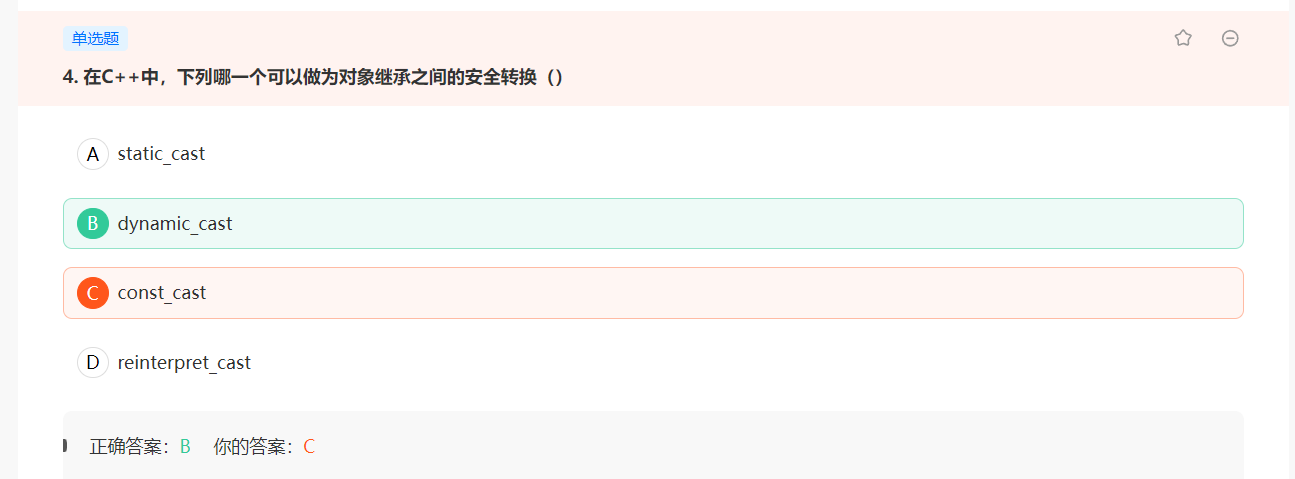 单选题
4. 在C++中，下列哪一个可以做为对象继承之间的安全转换（）
A static_cast
B dynamic_cast
C const_cast
D reinterpret_cast
正确答案：B 你的答案：C